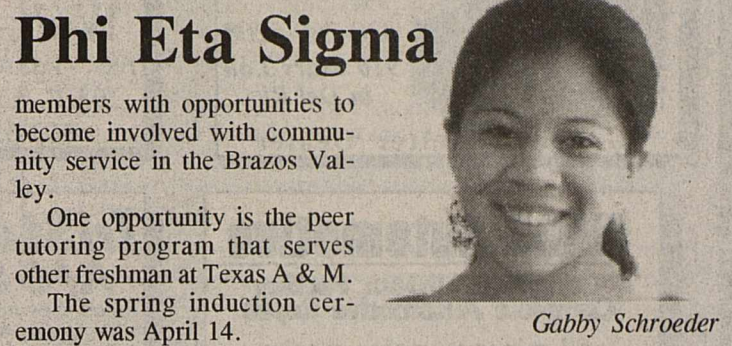 Phi Eta Sigma
members with opportunities to
become involved with commu-
nity service in the Brazos Val-
ley.
One opportunity is the peer
tutoring program that serves
other freshman at Texas A & M.
The spring induction cer-
emony was April 14.
Gabby Schroeder